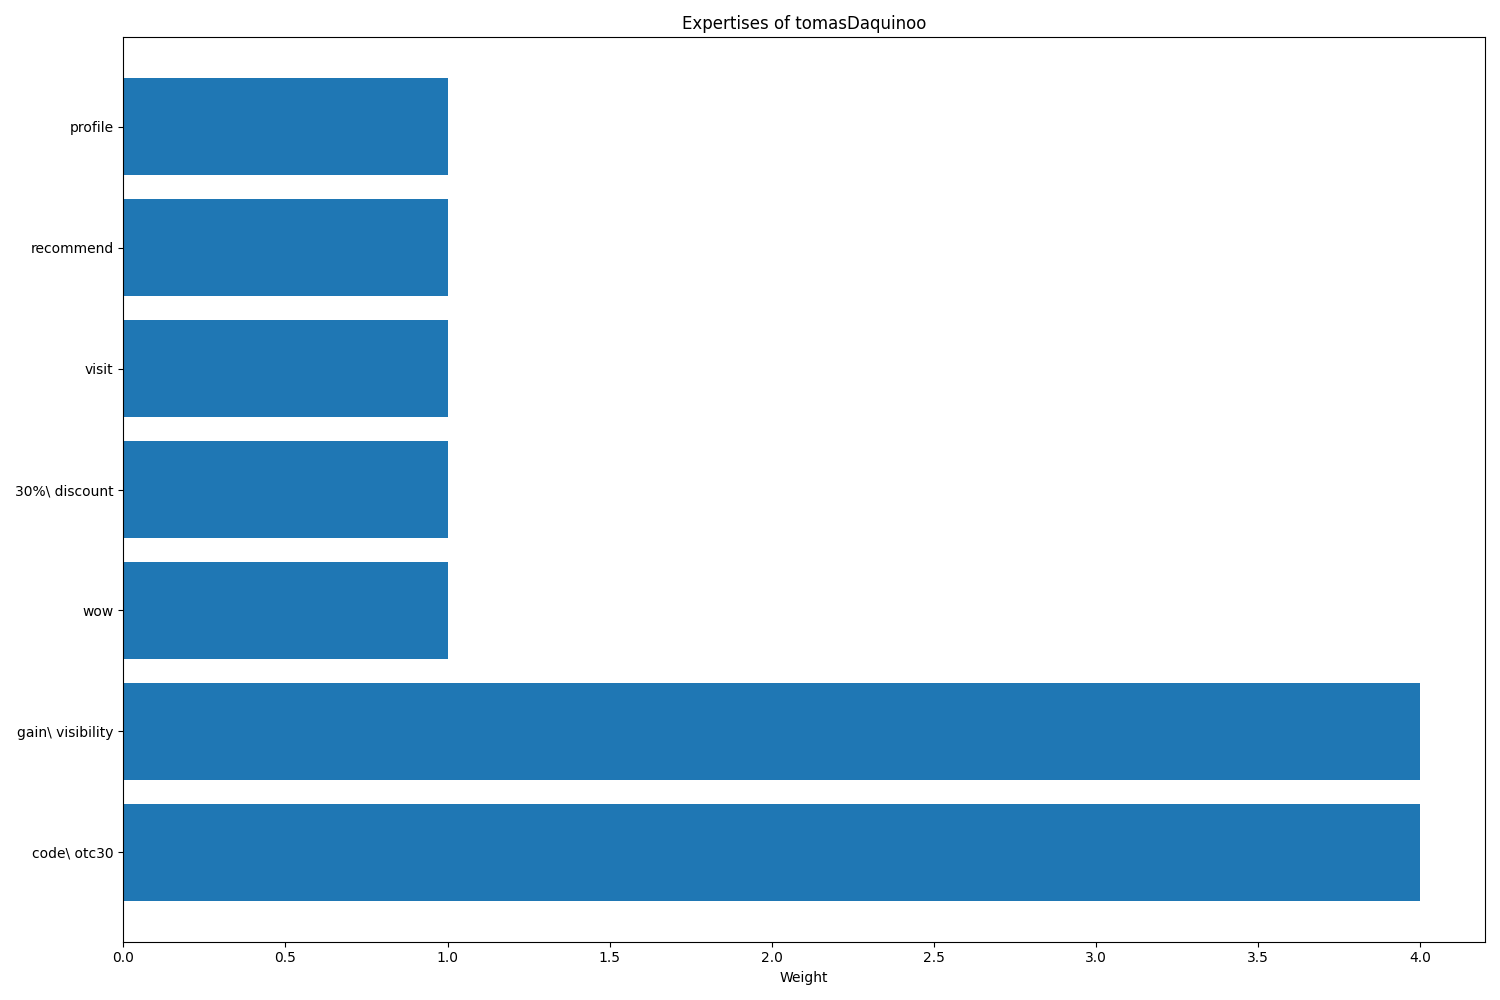 Expertises of tomasDaquinoo
profile
recommend
visit
30%\ discount
wow
gain\ visibility
code\ otc30
0.0 0.5 1.0 1.5 2.0 2.5 3.0 3.5 4.0
Weight